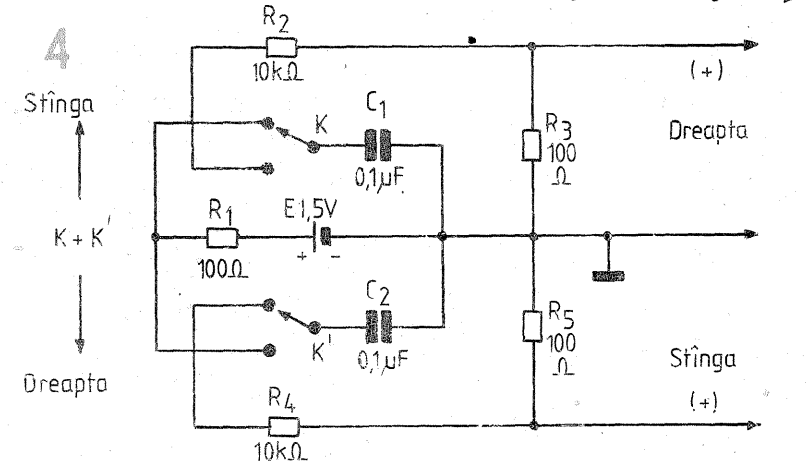 4
R2
10kΩ
(+)
Stînga
C1
K
0,1µF
R3
100
Ω
Dreapta
K + K'
R1
100Ω
E1,5V
+ -
C2
K'
0,1µF
R5
100
Ω
Stînga
(+)
Dreapta
R4
10kΩ